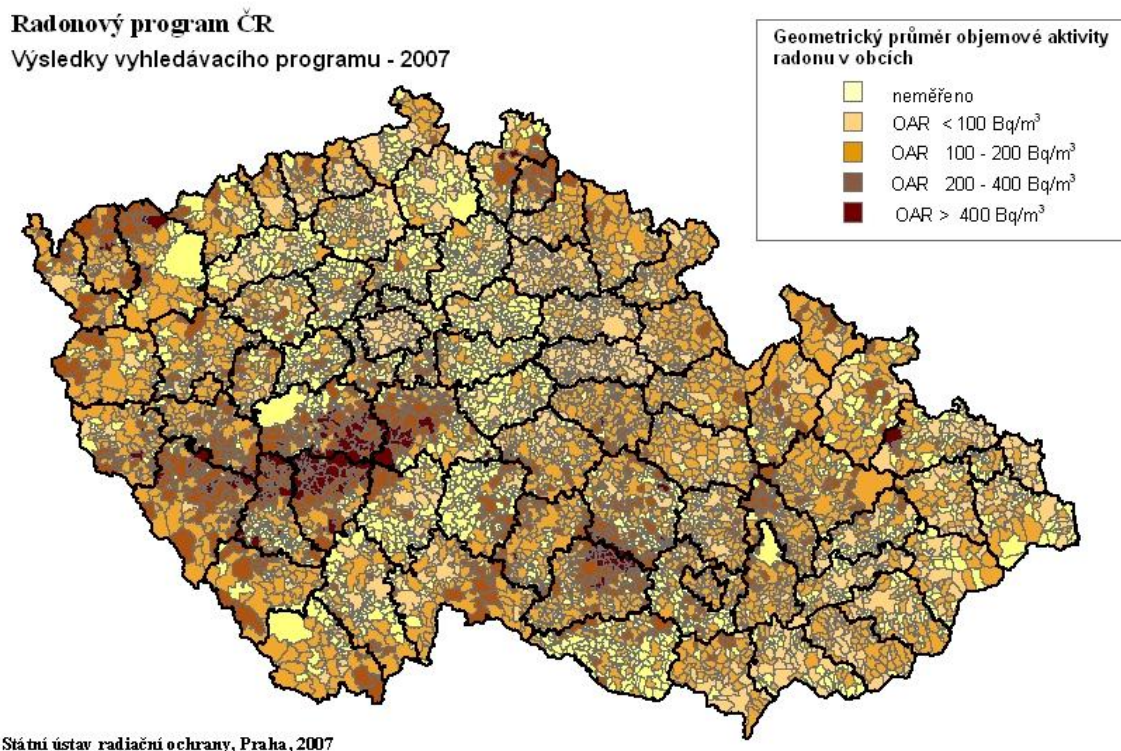 Radonový program ČR
Výsledky vyhledávacího programu - 2007
Geometrický průměr objemové aktivity
radonu v obcích
neměřeno
OAR < 100 Bq/m³
OAR 100 - 200 Bq/m³
OAR 200 - 400 Bq/m³
OAR > 400 Bq/m³
Státní ústav radiační ochrany, Praha, 2007